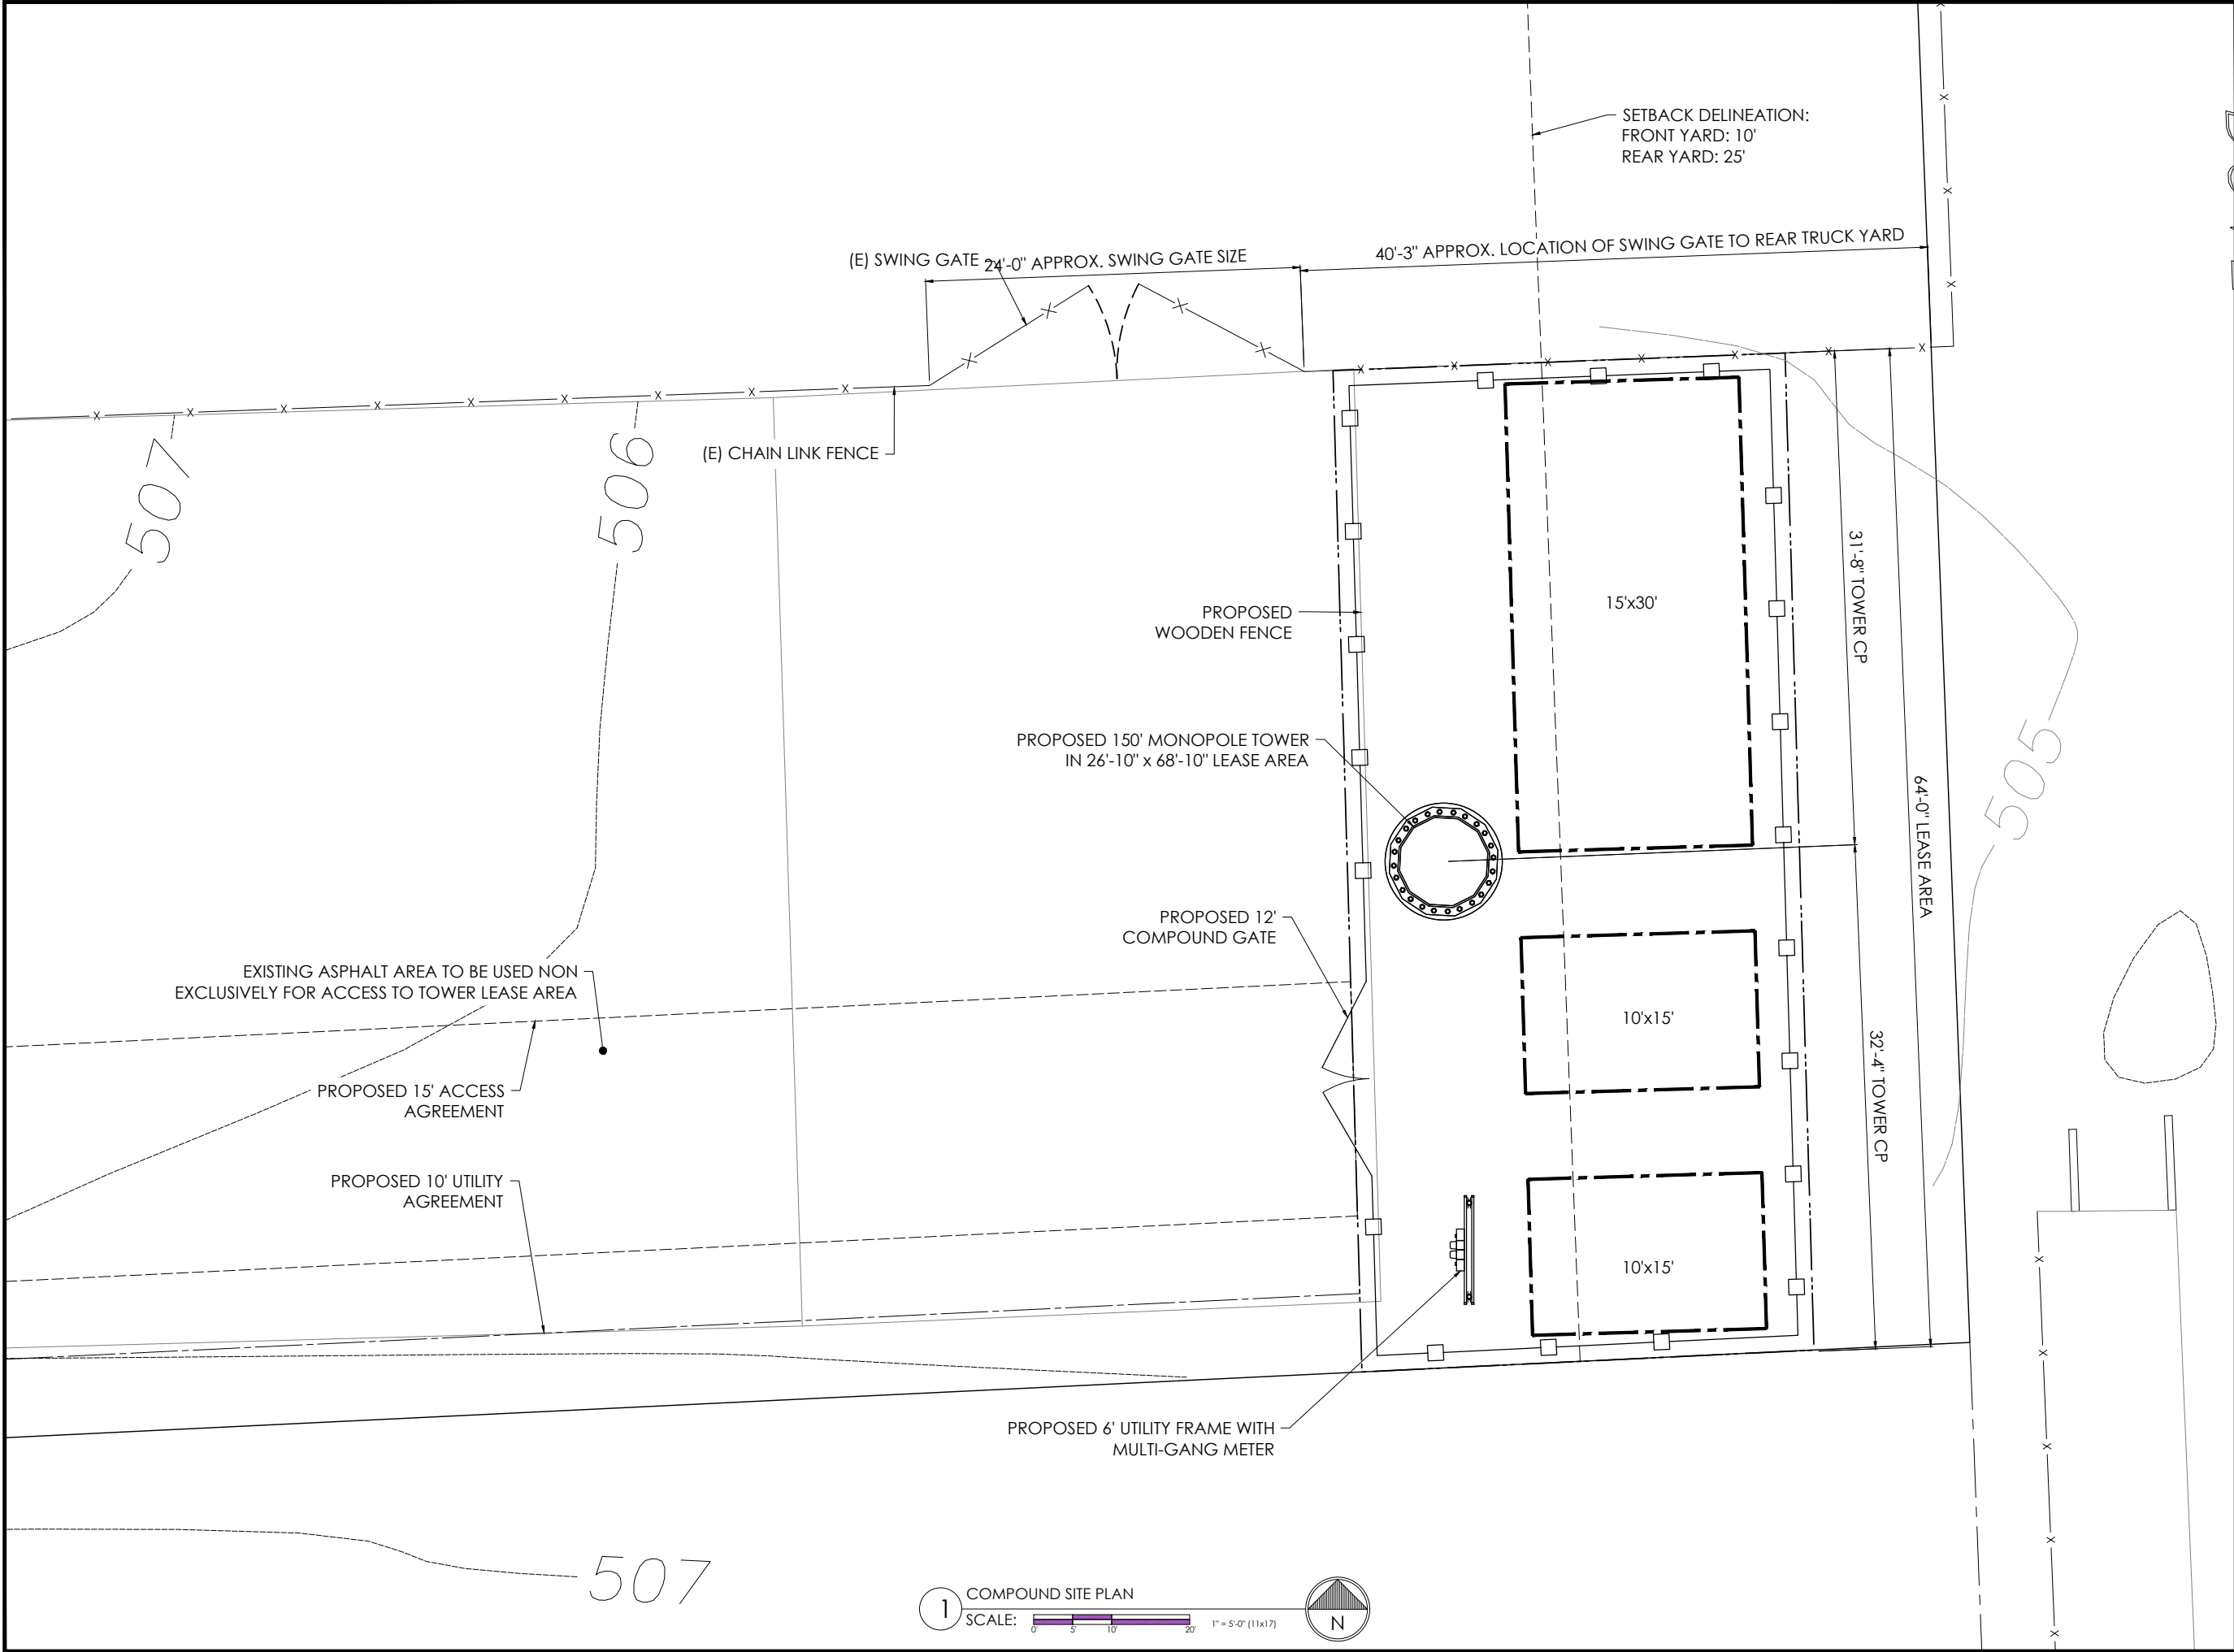 SETBACK DELINEATION:
FRONT YARD: 10'
REAR YARD: 25'
(E) SWING GATE
24'-0" APPROX. SWING GATE SIZE
40'-3" APPROX. LOCATION OF SWING GATE TO REAR TRUCK YARD
(E) CHAIN LINK FENCE
507
506
PROPOSED
WOODEN FENCE
15'x30'
31'-8" TOWER CP
PROPOSED 150' MONOPOLE TOWER
IN 26'-10" x 68'-10" LEASE AREA
64'-0" LEASE AREA
505
PROPOSED 12'
COMPOUND GATE
EXISTING ASPHALT AREA TO BE USED NON
EXCLUSIVELY FOR ACCESS TO TOWER LEASE AREA
10'x15'
32'-4" TOWER CP
PROPOSED 15' ACCESS
AGREEMENT
PROPOSED 10' UTILITY
AGREEMENT
10'x15'
PROPOSED 6' UTILITY FRAME WITH
MULTI-GANG METER
507
1
COMPOUND SITE PLAN
SCALE:
0' 5' 10' 20'
1" = 5'-0" (11x17)
N